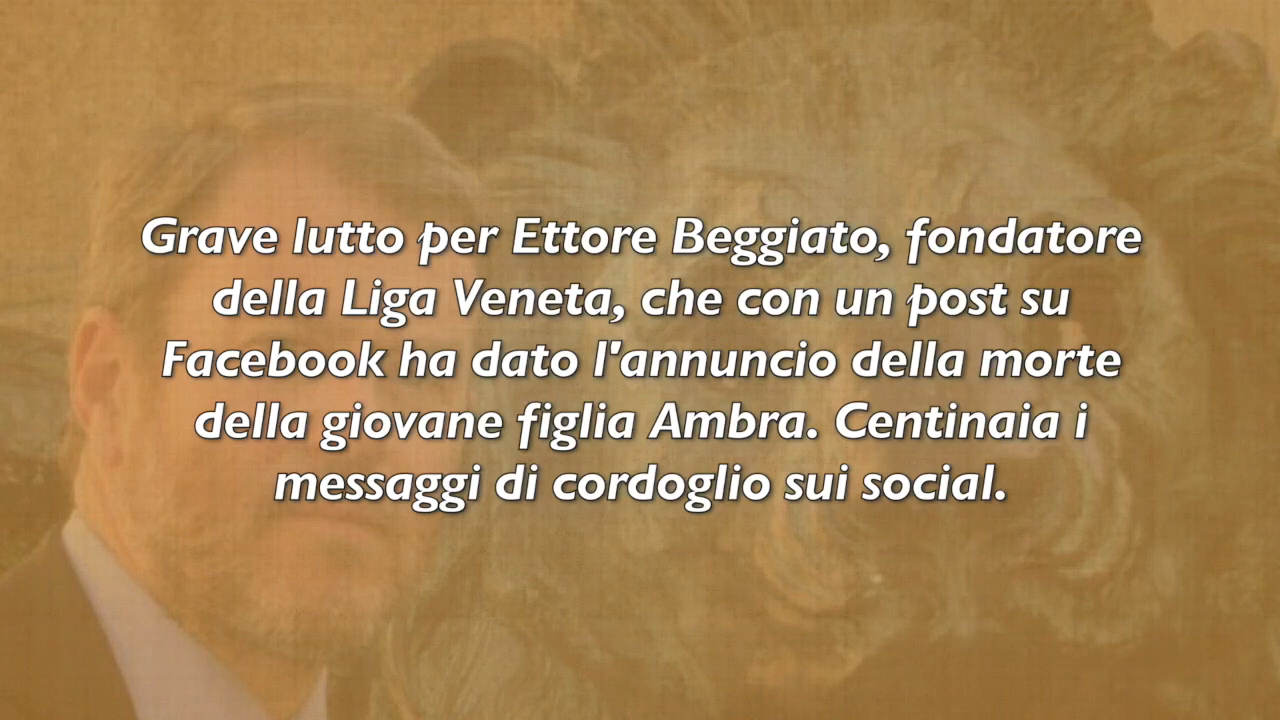 Grave lutto per Ettore Beggiato, fondatore
della Liga Veneta, che con un post su
Facebook ha dato l'annuncio della morte
della giovane figlia Ambra. Centinaia i
messaggi di cordoglio sui social.